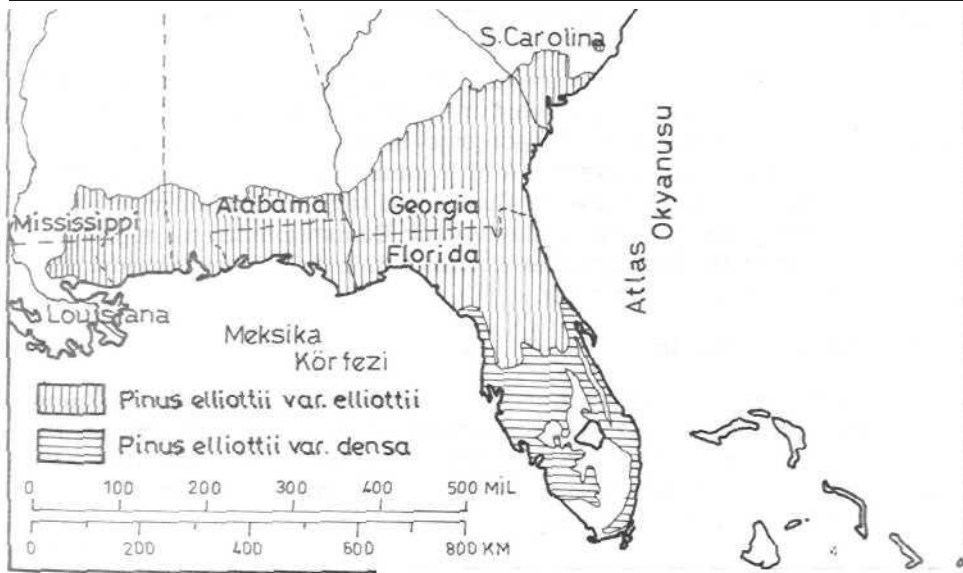 S. Carolina
Atlas Okyanusu
Alabama
Georgia
Mississippi
Florida
Louisiana
Meksika
Körfezi
Pinus elliottii var. elliottii
Pinus elliottii var. densa
0 100 200 300 400 500 MİL
0 200 400 600 800 KM